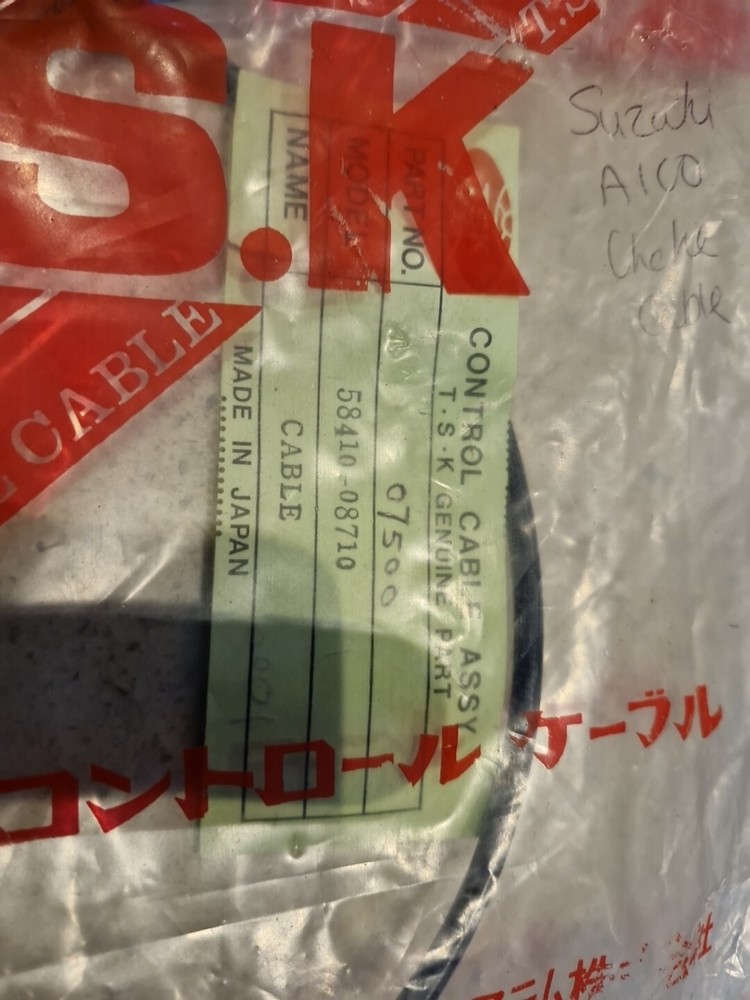 T.S
S.K
CABLE
Suzuki
A100
Choke
Cable
CONTROL CABLE ASSY
T.S.K GENUINE PART
PART NO. 07500
MODEL 58410-08710
NAME CABLE
MADE IN JAPAN
コントロールケーブル